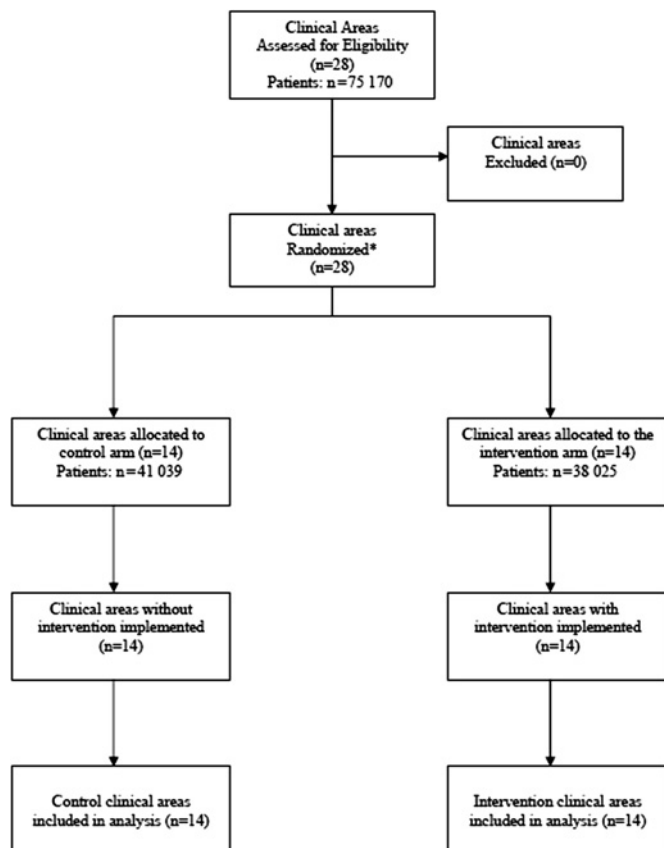 Clinical Areas
Assessed for Eligibility
(n=28)
Patients: n=75 170
Clinical areas
Excluded (n=0)
Clinical areas
Randomized*
(n=28)
Clinical areas allocated to
control arm (n=14)
Patients: n=41 039
Clinical areas allocated to the
intervention arm (n=14)
Patients: n=38 025
Clinical areas without
intervention implemented
(n=14)
Clinical areas with
intervention implemented
(n=14)
Control clinical areas
included in analysis (n=14)
Intervention clinical areas
included in analysis (n=14)